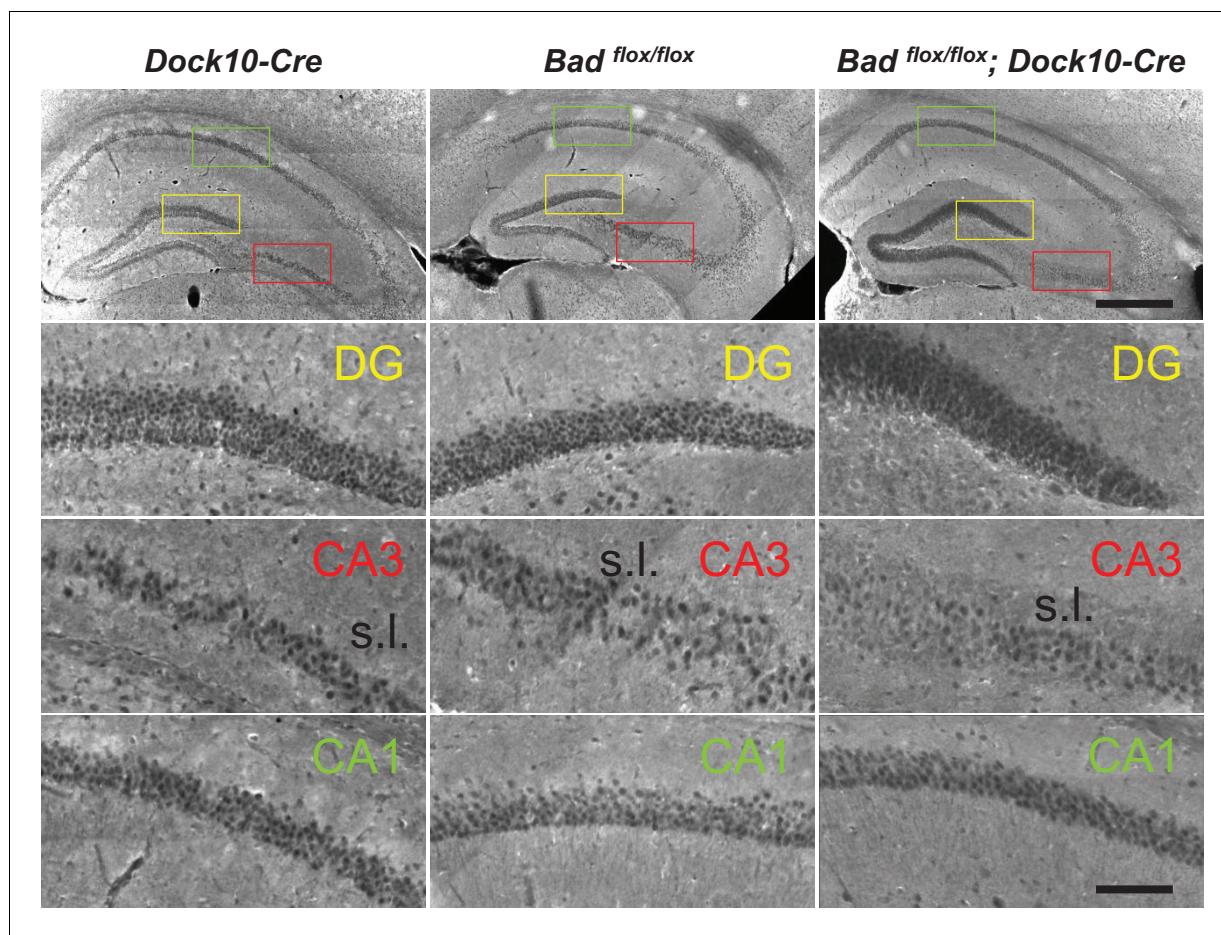 Dock10-Cre
Bad flox/flox
Bad flox/flox; Dock10-Cre
DG
DG
DG
CA3
s.l.
s.l.
CA3
CA3
s.l.
CA1
CA1
CA1